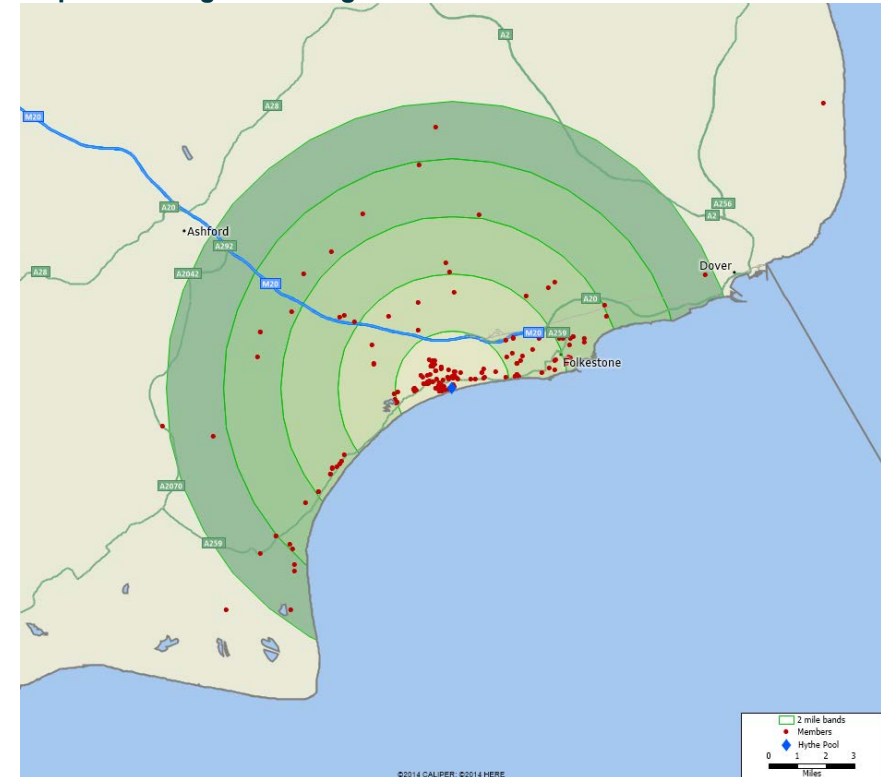 A2
A28
M20
A256
A2
A20
Ashford
A292
Dover
A28
A2042
M20
A20
M20
A259
Folkestone
A2070
A259
2 mile bands
Members
Hythe Pool
0 1 2 3
Miles
©2014 CALIPER; ©2014 HERE